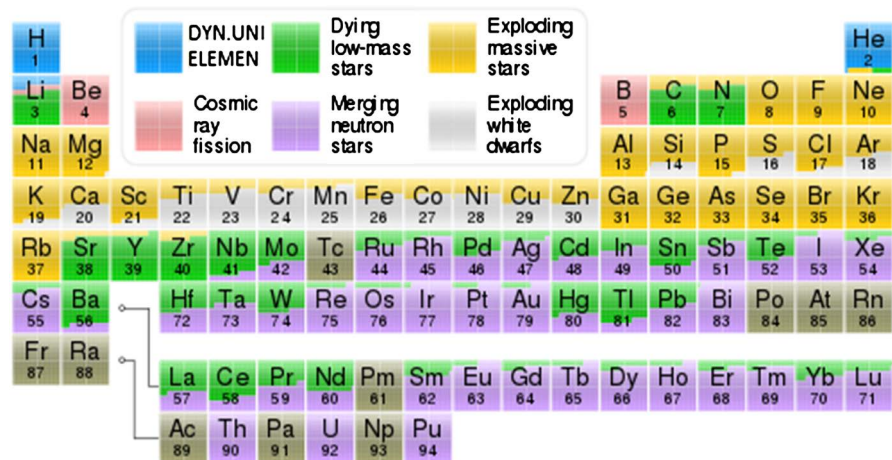 H DYN.UNI Dying Exploding He
1 ELEMEN low-mass massive 2
stars stars
Li Be Cosmic Merging Exploding B C N O F Ne
3 4 ray neutron white 5 6 7 8 9 10
fission stars dwarfs
Na Mg Al Si P S Cl Ar
11 12 13 14 15 16 17 18
K Ca Sc Ti V Cr Mn Fe Co Ni Cu Zn Ga Ge As Se Br Kr
19 20 21 22 23 24 25 26 27 28 29 30 31 32 33 34 35 36
Rb Sr Y Zr Nb Mo Tc Ru Rh Pd Ag Cd In Sn Sb Te I Xe
37 38 39 40 41 42 43 44 45 46 47 48 49 50 51 52 53 54
Cs Ba Hf Ta W Re Os Ir Pt Au Hg Tl Pb Bi Po At Rn
55 56 72 73 74 75 76 77 78 79 80 81 82 83 84 85 86
Fr Ra
87 88
La Ce Pr Nd Pm Sm Eu Gd Tb Dy Ho Er Tm Yb Lu
57 58 59 60 61 62 63 64 65 66 67 68 69 70 71
Ac Th Pa U Np Pu
89 90 91 92 93 94